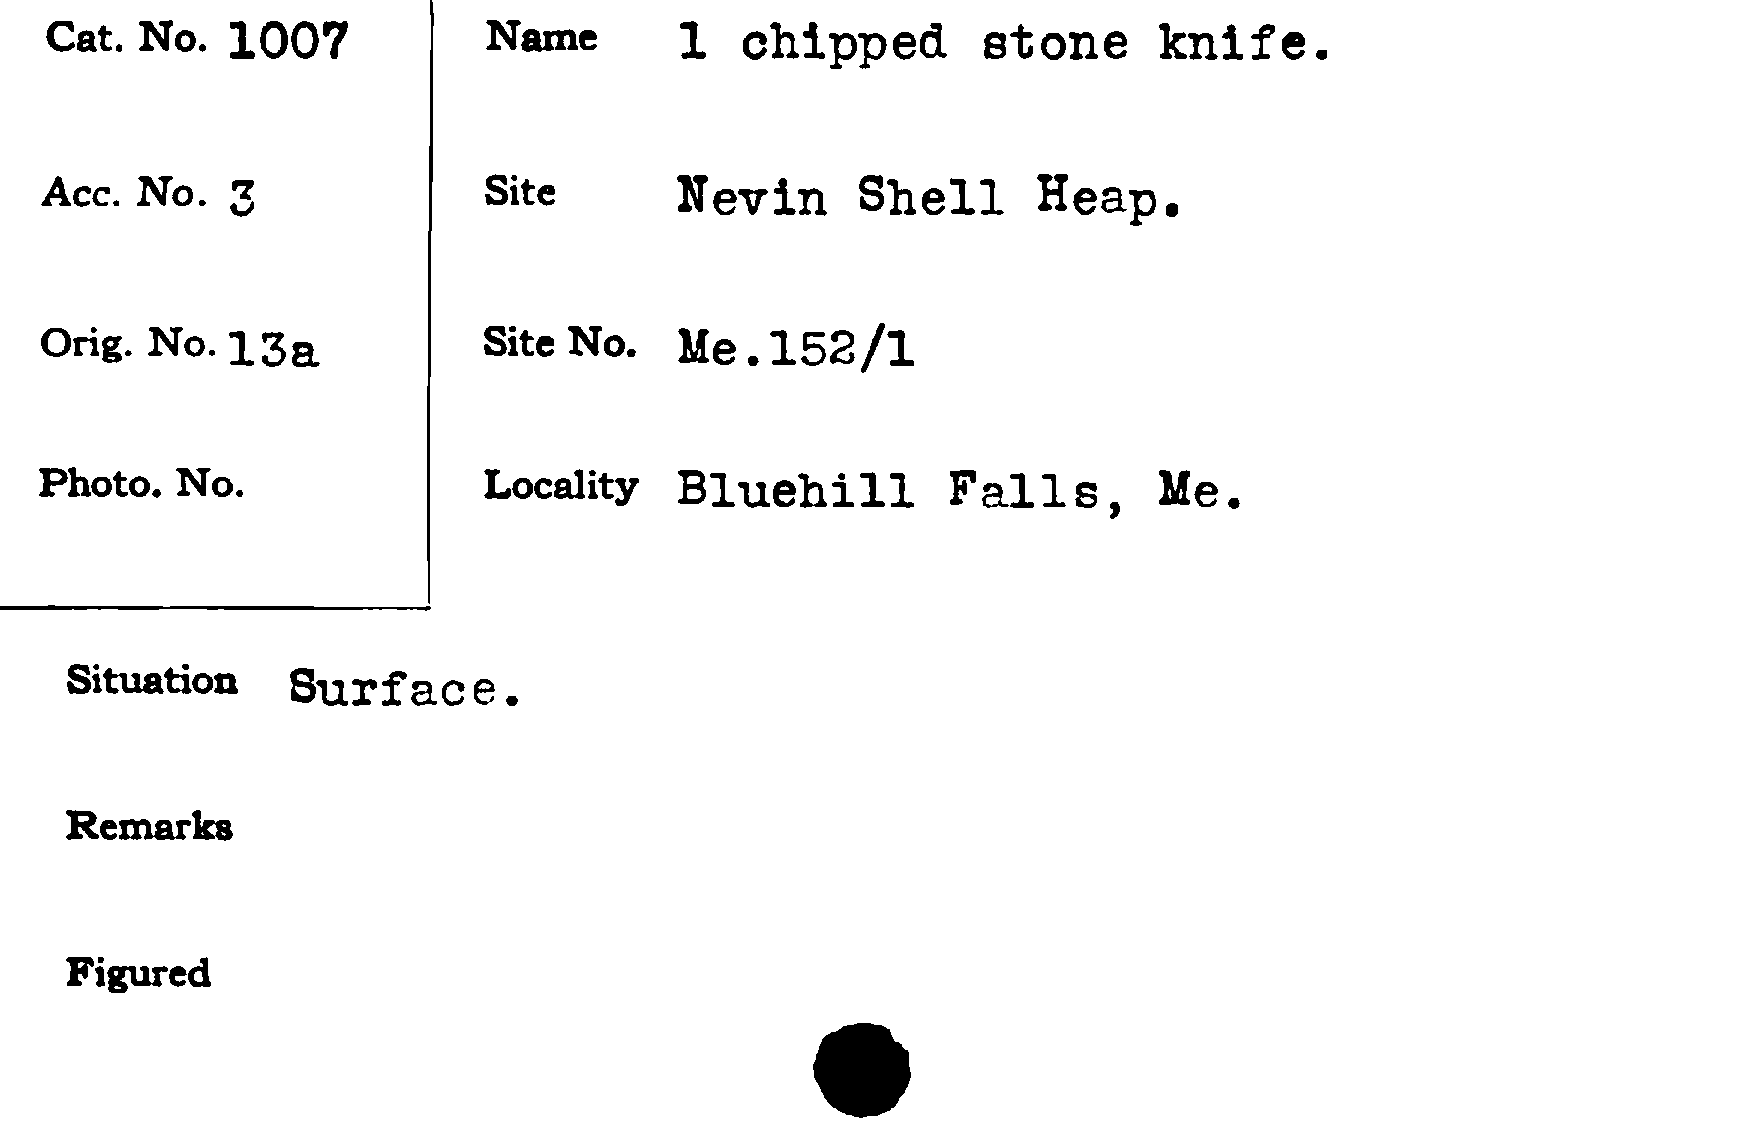 Cat. No. 1007
Acc. No. 3
Orig. No. 13a
Photo. No.
Name 1 chipped stone knife.
Site Nevin Shell Heap.
Site No. Me.152/1
Locality Bluehill Falls, Me.
Situation Surface.
Remarks
Figured